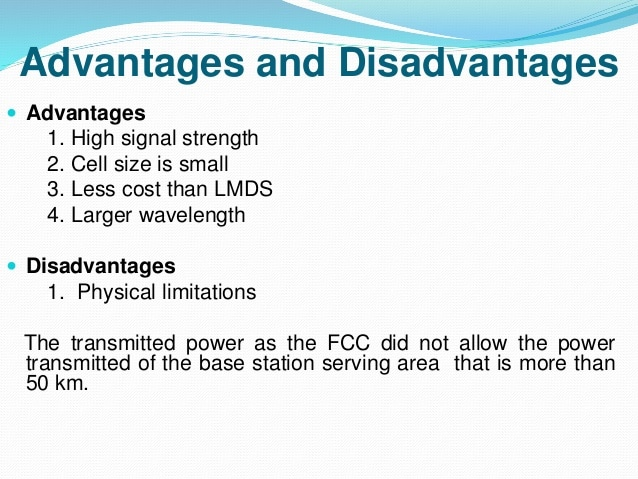 Advantages and Disadvantages
• Advantages
1. High signal strength
2. Cell size is small
3. Less cost than LMDS
4. Larger wavelength
• Disadvantages
1. Physical limitations
The transmitted power as the FCC did not allow the power
transmitted of the base station serving area that is more than
50 km.